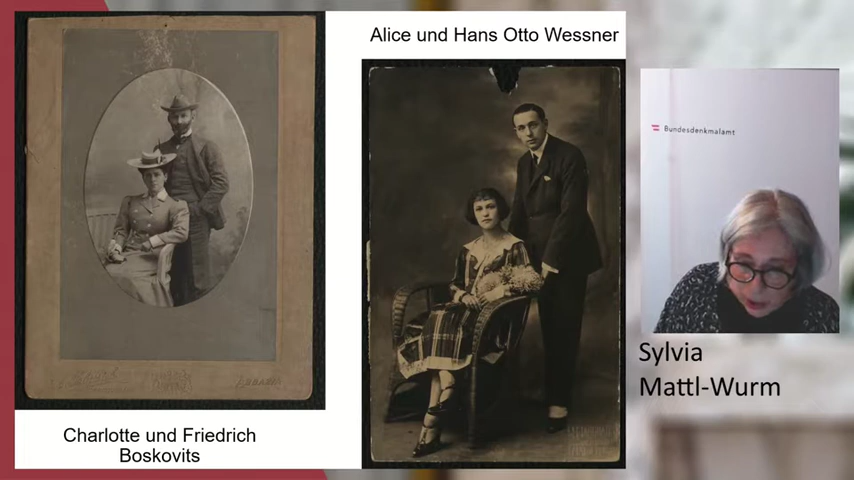 Alice und Hans Otto Wessner
Bundesdenkmalamt
Sylvia
Mattl-Wurm
Charlotte und Friedrich
Boskovits